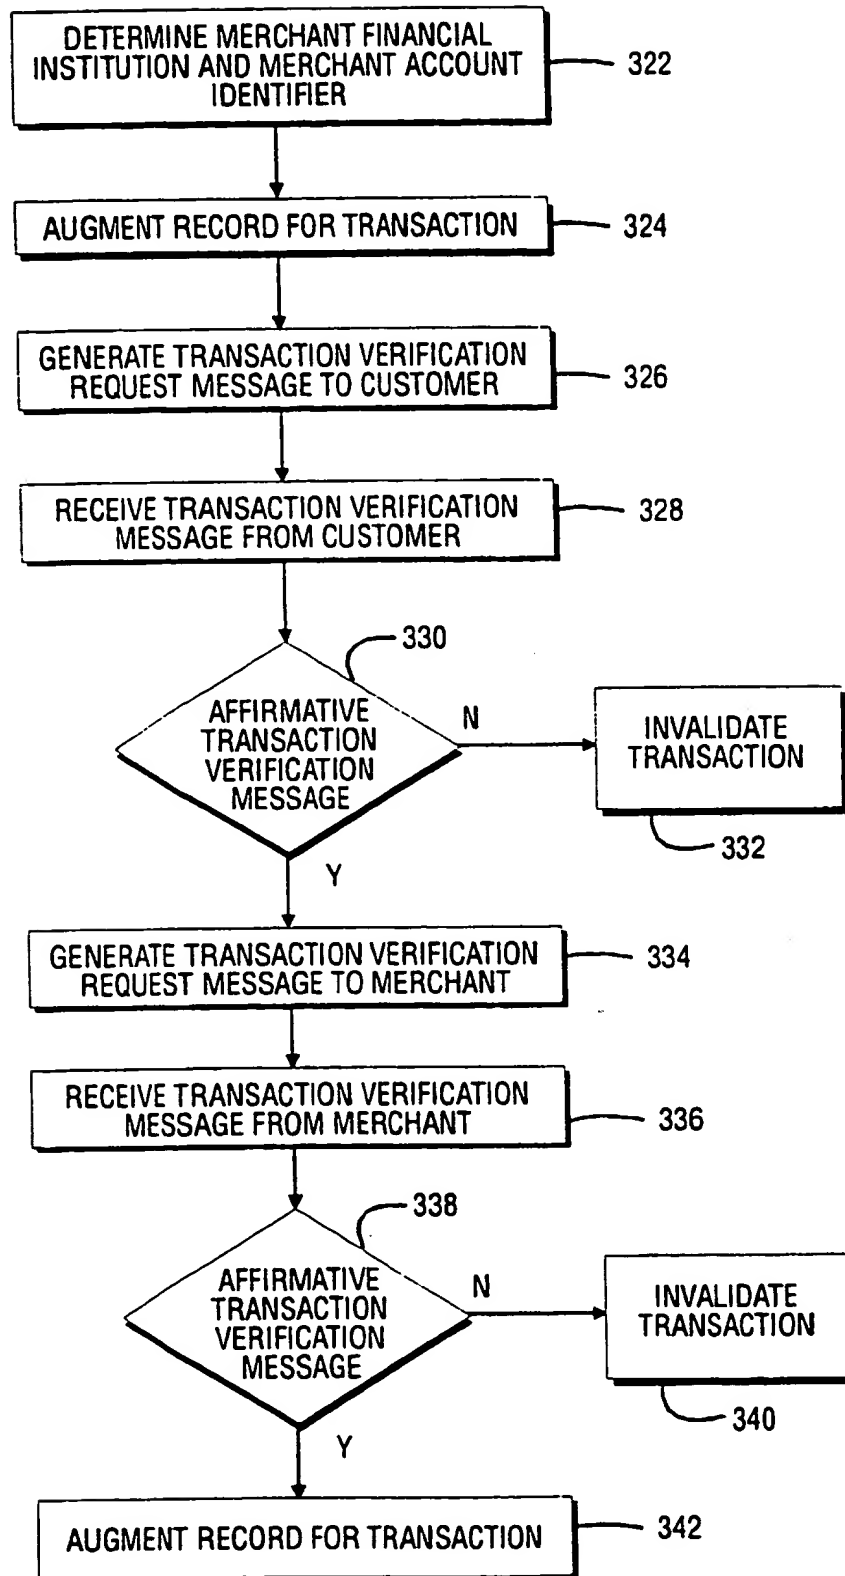 DETERMINE MERCHANT FINANCIAL
INSTITUTION AND MERCHANT ACCOUNT
IDENTIFIER
322
AUGMENT RECORD FOR TRANSACTION
324
GENERATE TRANSACTION VERIFICATION
REQUEST MESSAGE TO CUSTOMER
326
RECEIVE TRANSACTION VERIFICATION
MESSAGE FROM CUSTOMER
328
330
AFFIRMATIVE
TRANSACTION
VERIFICATION
MESSAGE
N
INVALIDATE
TRANSACTION
332
Y
GENERATE TRANSACTION VERIFICATION
REQUEST MESSAGE TO MERCHANT
334
RECEIVE TRANSACTION VERIFICATION
MESSAGE FROM MERCHANT
336
338
AFFIRMATIVE
TRANSACTION
VERIFICATION
MESSAGE
N
INVALIDATE
TRANSACTION
340
Y
AUGMENT RECORD FOR TRANSACTION
342